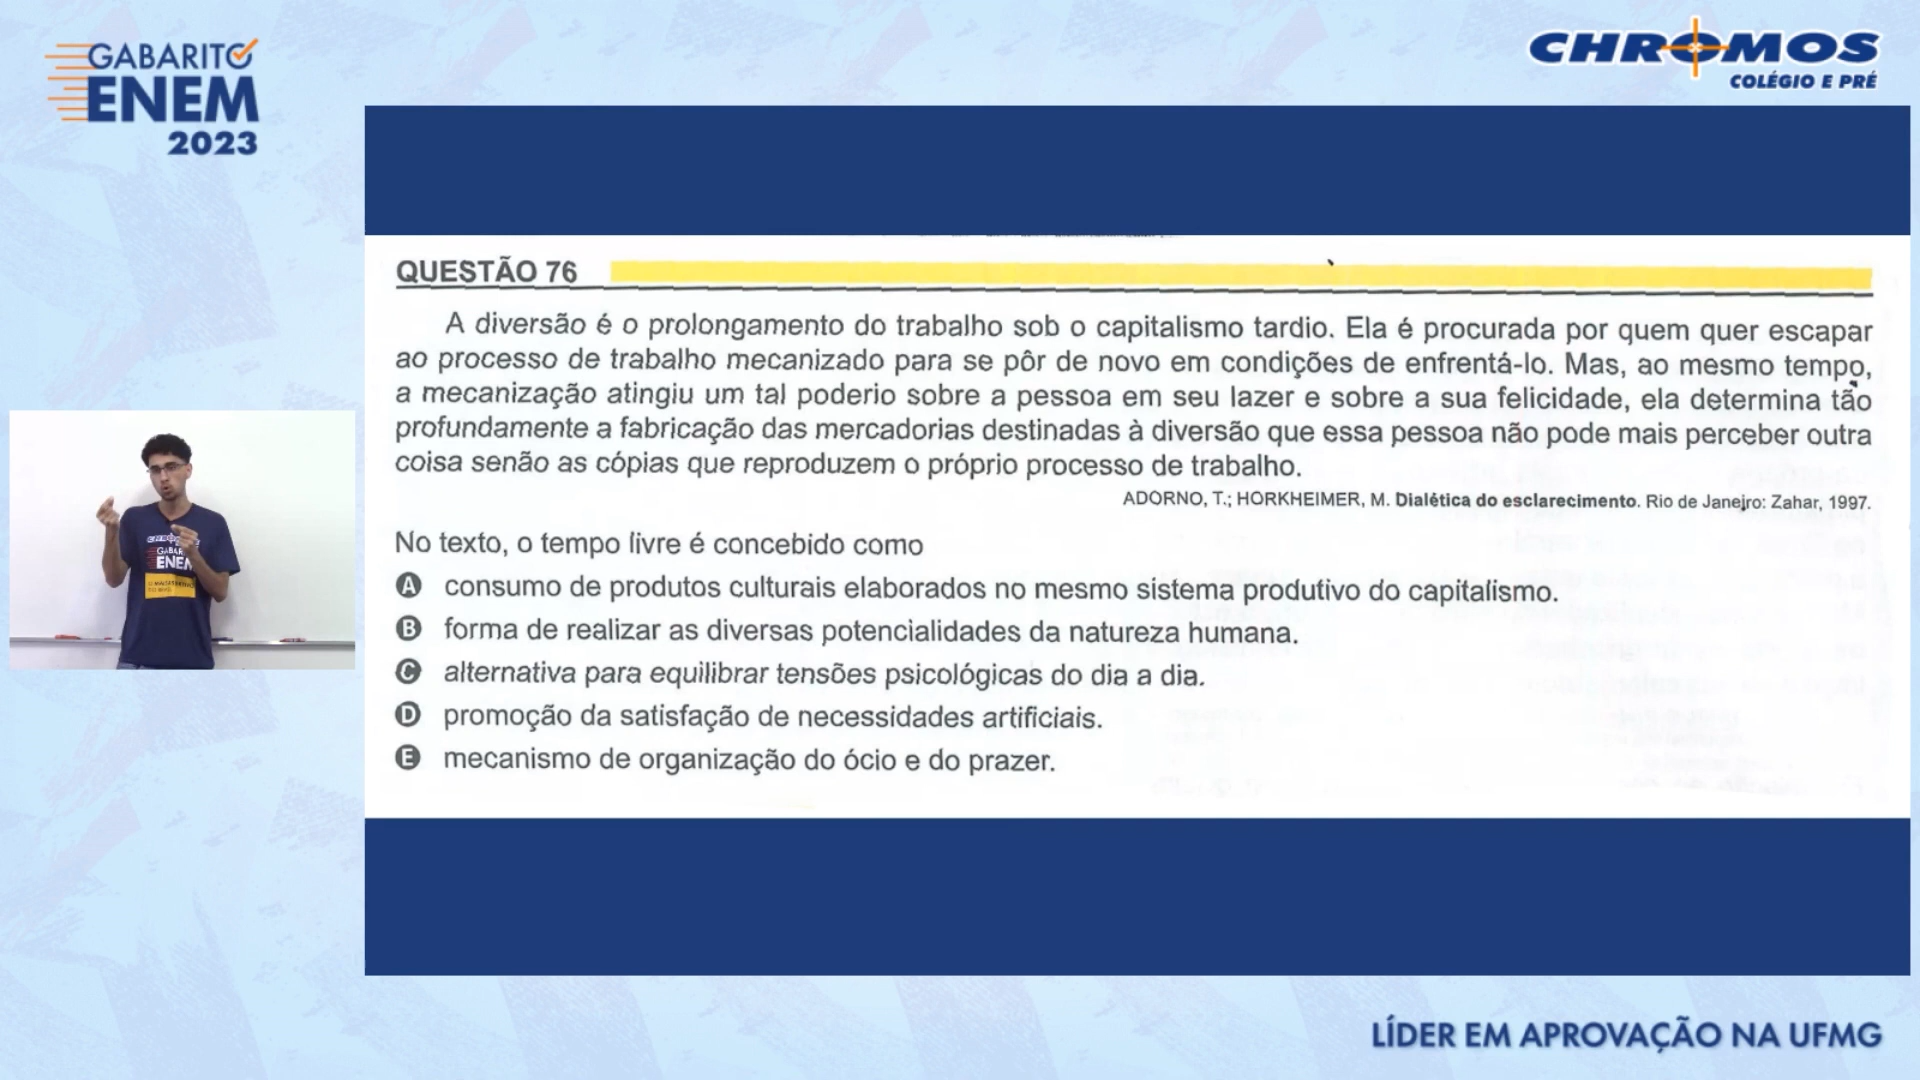 GABARITO
ENEM
2023
CHROMOS
COLÉGIO E PRÉ
QUESTÃO 76
A diversão é o prolongamento do trabalho sob o capitalismo tardio. Ela é procurada por quem quer escapar
ao processo de trabalho mecanizado para se pôr de novo em condições de enfrentá-lo. Mas, ao mesmo tempo,
a mecanização atingiu um tal poderio sobre a pessoa em seu lazer e sobre a sua felicidade, ela determina tão
profundamente a fabricação das mercadorias destinadas à diversão que essa pessoa não pode mais perceber outra
coisa senão as cópias que reproduzem o próprio processo de trabalho.
ADORNO, T.; HORKHEIMER, M. Dialética do esclarecimento. Rio de Janeiro: Zahar, 1997.
No texto, o tempo livre é concebido como
A consumo de produtos culturais elaborados no mesmo sistema produtivo do capitalismo.
B forma de realizar as diversas potencialidades da natureza humana.
C alternativa para equilibrar tensões psicológicas do dia a dia.
D promoção da satisfação de necessidades artificiais.
E mecanismo de organização do ócio e do prazer.
CHROMOS
GABARITO
ENEM
LÍDER EM APROVAÇÃO NA UFMG